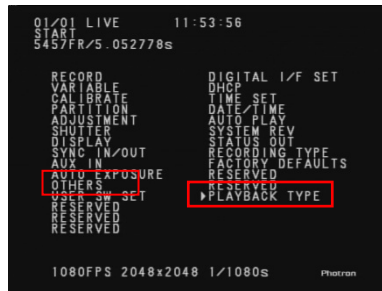 01/01 LIVE 11:53:56
START
5457FR/5.052778s
RECORD
VARIABLE
CALIBRATE
PARTITION
ADJUSTMENT
SHUTTER
DISPLAY
SYNC IN/OUT
AUX IN
AUTO EXPOSURE
OTHERS
USER SW SET
RESERVED
RESERVED
RESERVED
DIGITAL I/F SET
DHCP
TIME SET
DATE/TIME
AUTO PLAY
SYSTEM REV
STATUS OUT
RECORDING TYPE
FACTORY DEFAULTS
RESERVED
RESERVED
PLAYBACK TYPE
1080FPS 2048x2048 1/1080s Photron